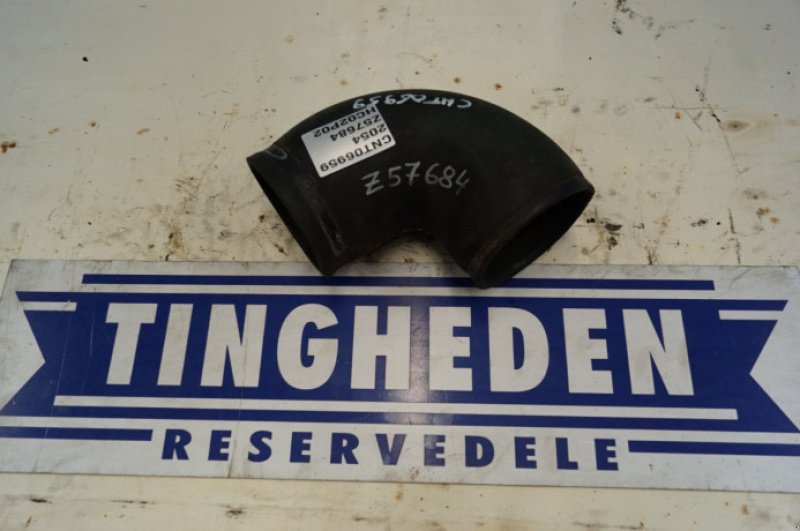 CNT06959
CNT06959
2054
Z57684
HC02P02
Z57684
TINGHEDEN
RESERVEDELE